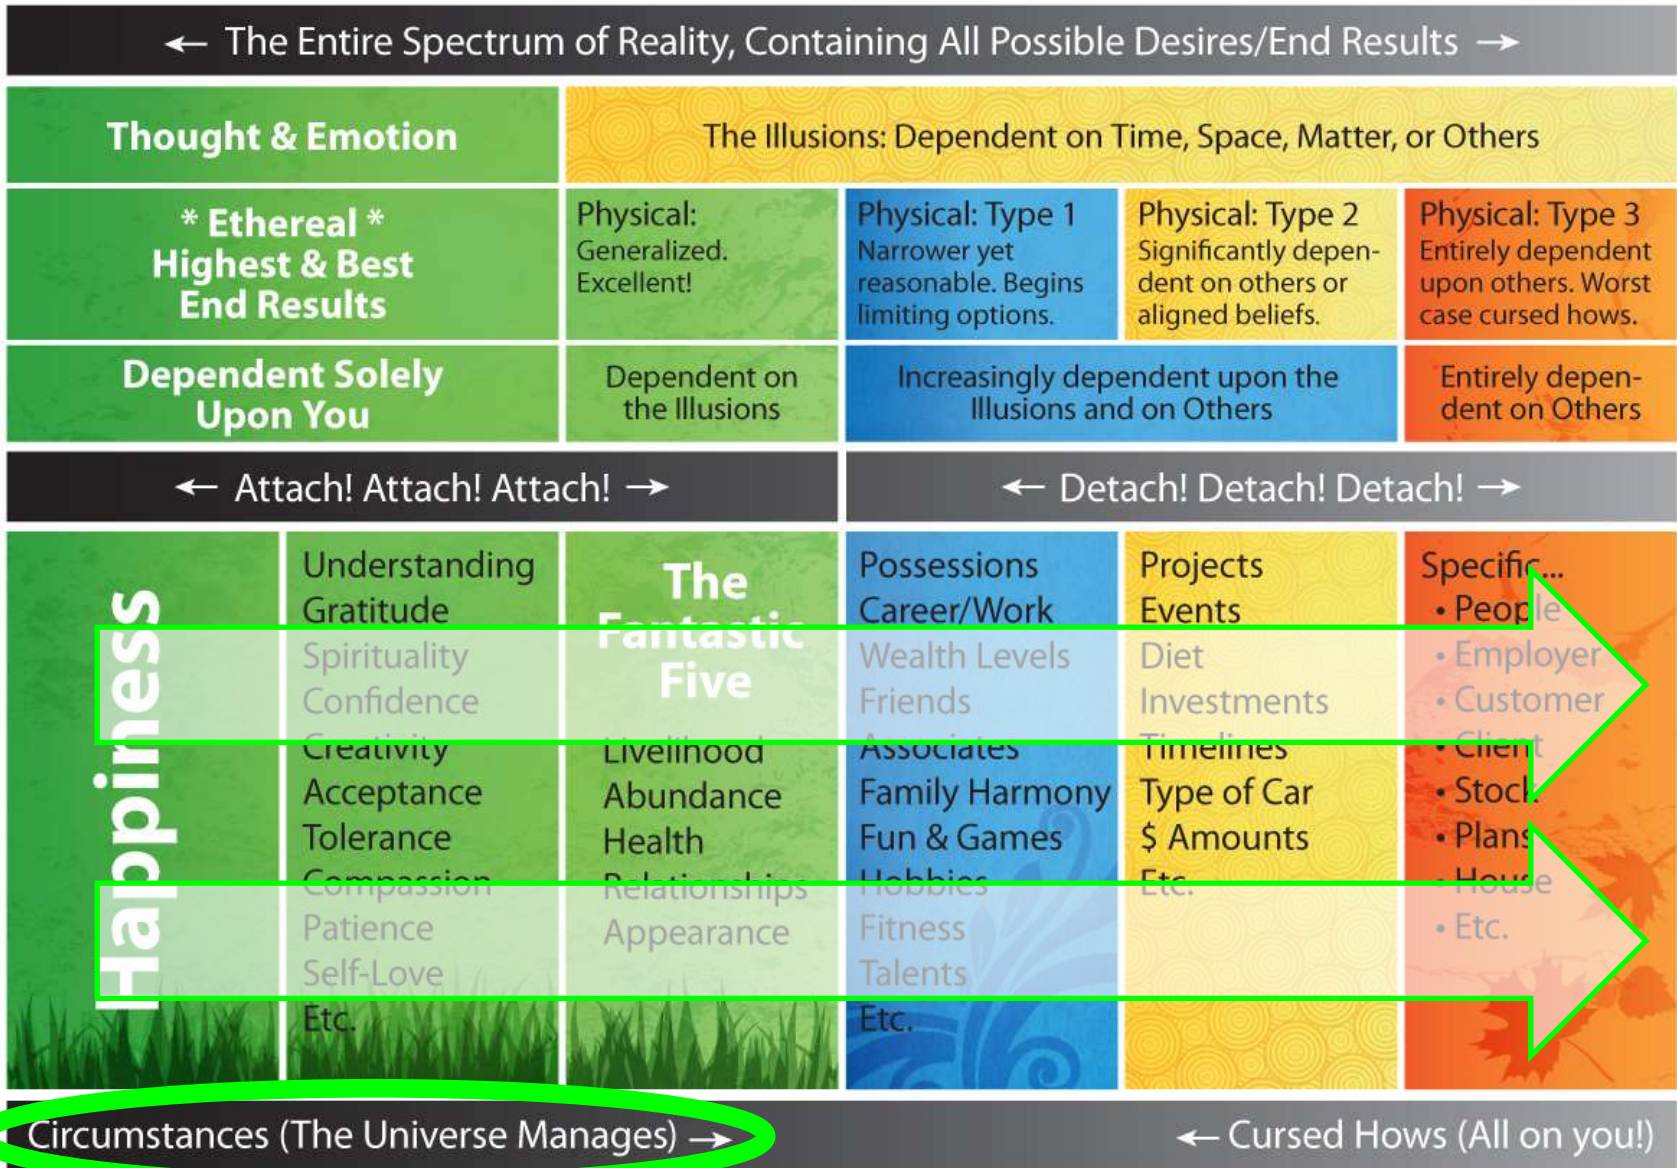 ← The Entire Spectrum of Reality, Containing All Possible Desires/End Results →
Thought & Emotion
The Illusions: Dependent on Time, Space, Matter, or Others
* Ethereal *
Highest & Best
End Results
Physical:
Generalized.
Excellent!
Physical: Type 1
Narrower yet
reasonable. Begins
limiting options.
Physical: Type 2
Significantly depen-
dent on others or
aligned beliefs.
Physical: Type 3
Entirely dependent
upon others. Worst
case cursed hows.
Dependent Solely
Upon You
Dependent on
the Illusions
Increasingly dependent upon the
Illusions and on Others
Entirely depen-
dent on Others
← Attach! Attach! Attach! →
← Detach! Detach! Detach! →
Happiness
Understanding
Gratitude
Spirituality
Confidence
Creativity
Acceptance
Tolerance
Compassion
Patience
Self-Love
Etc.
The
Fantastic
Five
Livelihood
Abundance
Health
Relationships
Appearance
Possessions
Career/Work
Wealth Levels
Friends
Associates
Family Harmony
Fun & Games
Hobbies
Fitness
Talents
Etc.
Projects
Events
Diet
Investments
Timelines
Type of Car
$ Amounts
Etc.
Specific...
• People
• Employer
• Customer
• Client
• Stock
• Plans
• House
• Etc.
Circumstances (The Universe Manages) →
← Cursed Hows (All on you!)